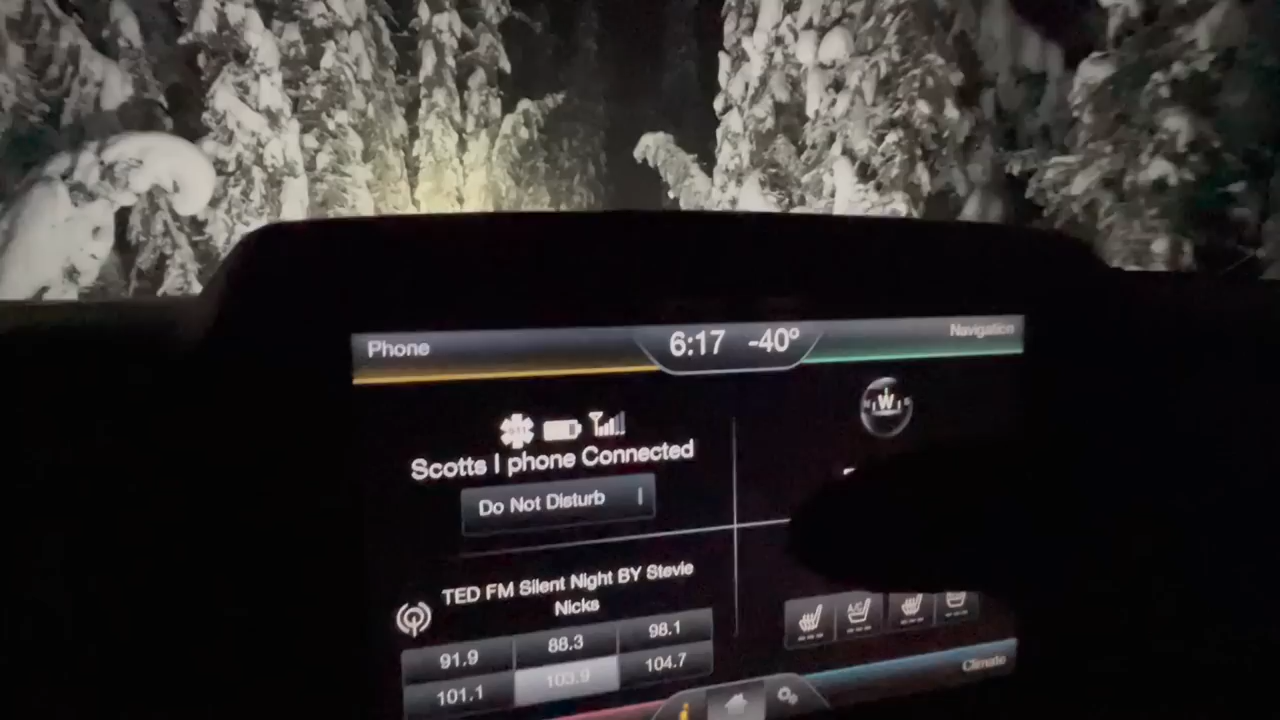 Phone
6:17 -40°
Navigation
911
W
Scotts I phone Connected
Do Not Disturb
TED FM Silent Night BY Stevie
Nicks
91.9 88.3 98.1
101.1 103.9 104.7
A/C
Climate